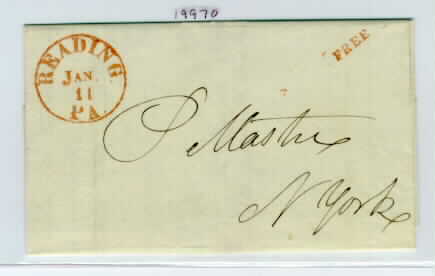 19970
READING
JAN.
11
PA.
FREE
P Master
N York